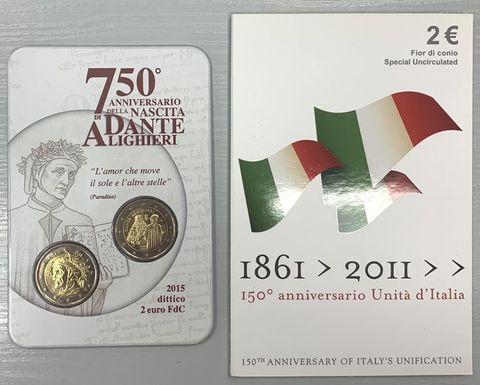 750°
ANNIVERSARIO
DELLA NASCITA
DI DANTE
ALIGHIERI
"L'amor che move
il sole e l'altre stelle"
(Paradiso)
2015
dittico
2 euro FdC
2 €
Fior di conio
Special Uncirculated
1861 > 2011 > >
150° anniversario Unità d'Italia
150TH ANNIVERSARY OF ITALY'S UNIFICATION